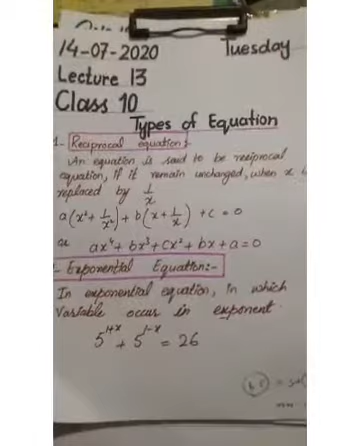 14-07-2020 Tuesday
Lecture 13
Class 10
Types of Equation
1- Reciprocal equation:-
An equation is said to be reciprocal
equation, if it remain unchanged, when x
replaced by 1/x
a(x² + 1/x²) + b(x + 1/x) + c = 0
or
ax⁴ + bx³ + cx² + bx + a = 0
Exponential Equation:-
In exponential equation, in which
variable occur in exponent.
5^(1+x) + 5^(1-x) = 26